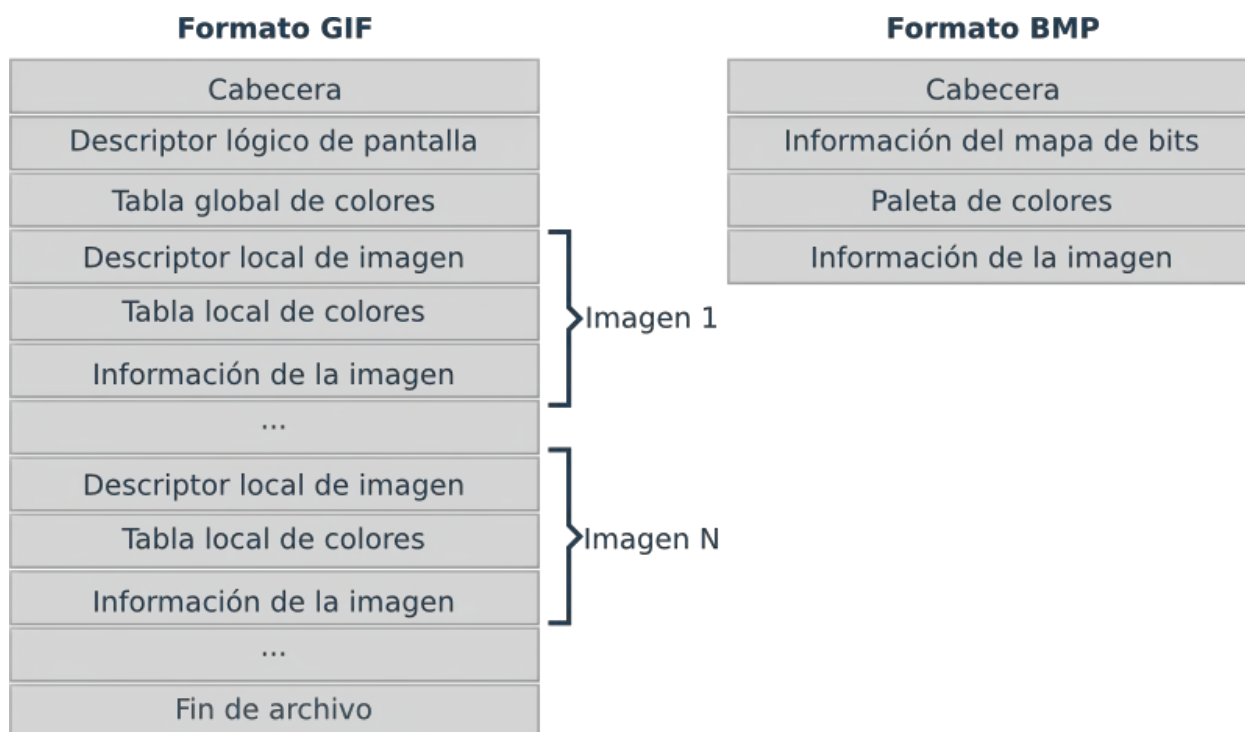 Formato GIF
Cabecera
Descriptor lógico de pantalla
Tabla global de colores
Descriptor local de imagen
Tabla local de colores
Información de la imagen
Imagen 1
...
Descriptor local de imagen
Tabla local de colores
Información de la imagen
Imagen N
...
Fin de archivo
Formato BMP
Cabecera
Información del mapa de bits
Paleta de colores
Información de la imagen